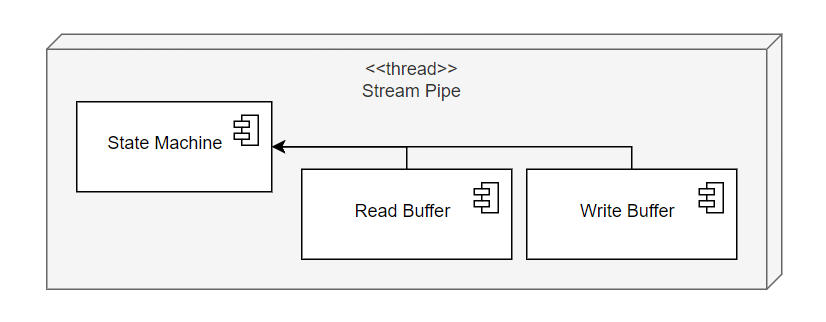 <<thread>>
Stream Pipe
State Machine
Read Buffer
Write Buffer